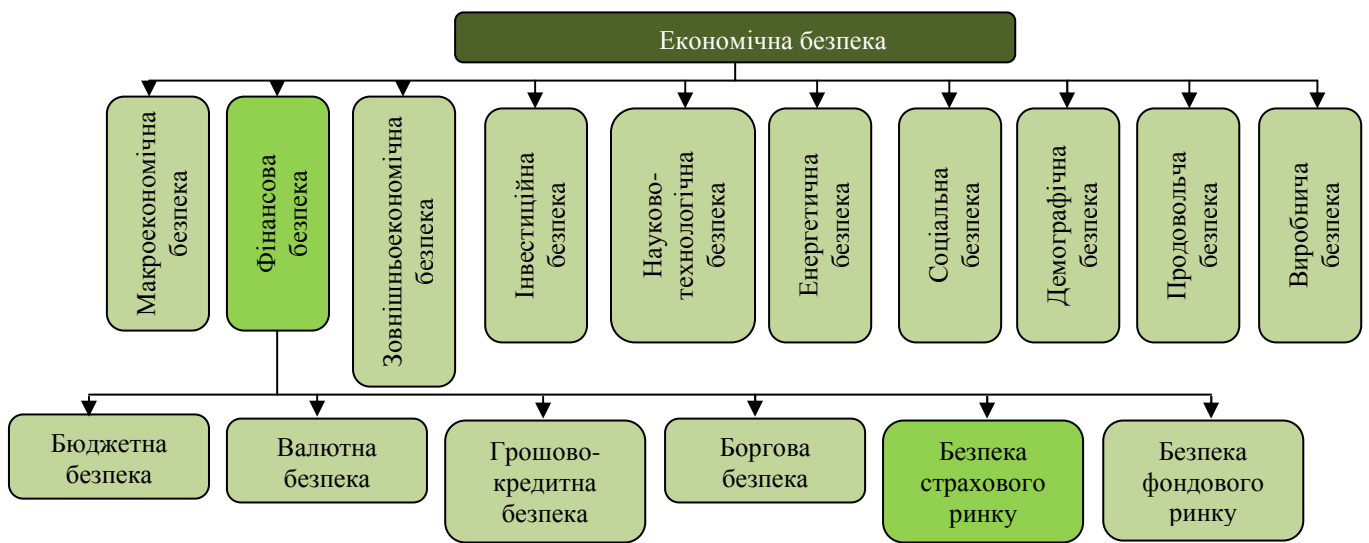 Економічна безпека
Макроекономічна
безпека
Фінансова
безпека
Зовнішньоекономічна
безпека
Інвестиційна
безпека
Науково-
технологічна
безпека
Енергетична
безпека
Соціальна
безпека
Демографічна
безпека
Продовольча
безпека
Виробнича
безпека
Бюджетна
безпека
Валютна
безпека
Грошово-
кредитна
безпека
Боргова
безпека
Безпека
страхового
ринку
Безпека
фондового
ринку